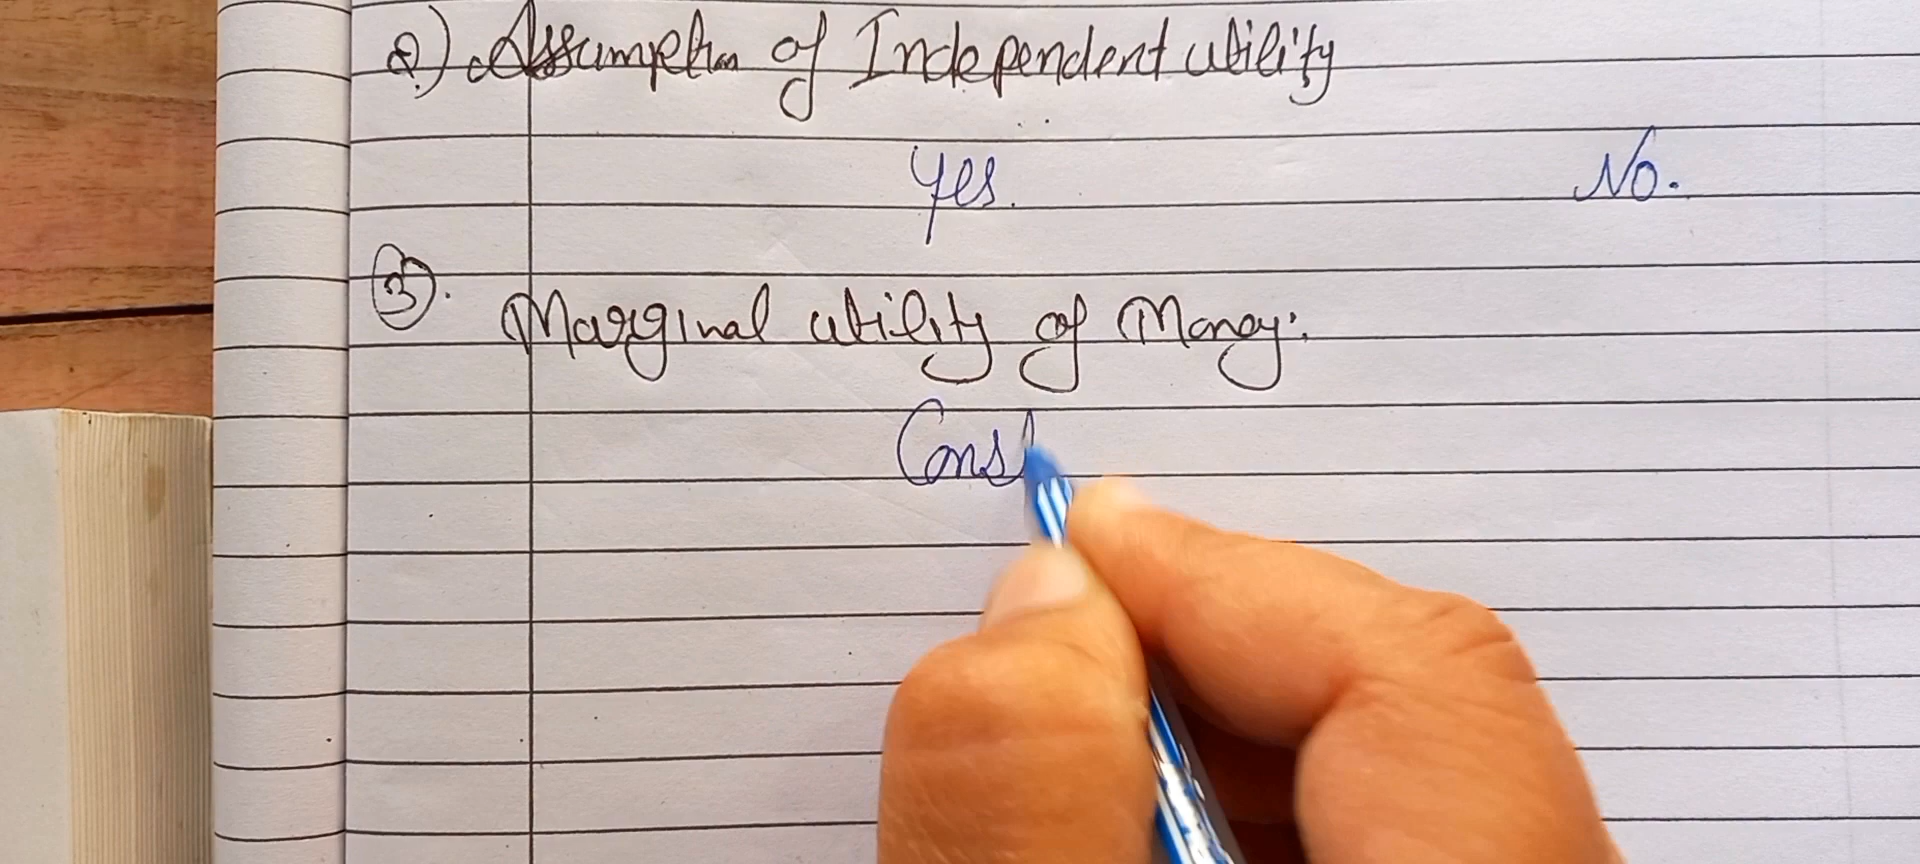 2) Assumption of Independent utility
Yes. No.
3. Marginal utility of Money:
Const